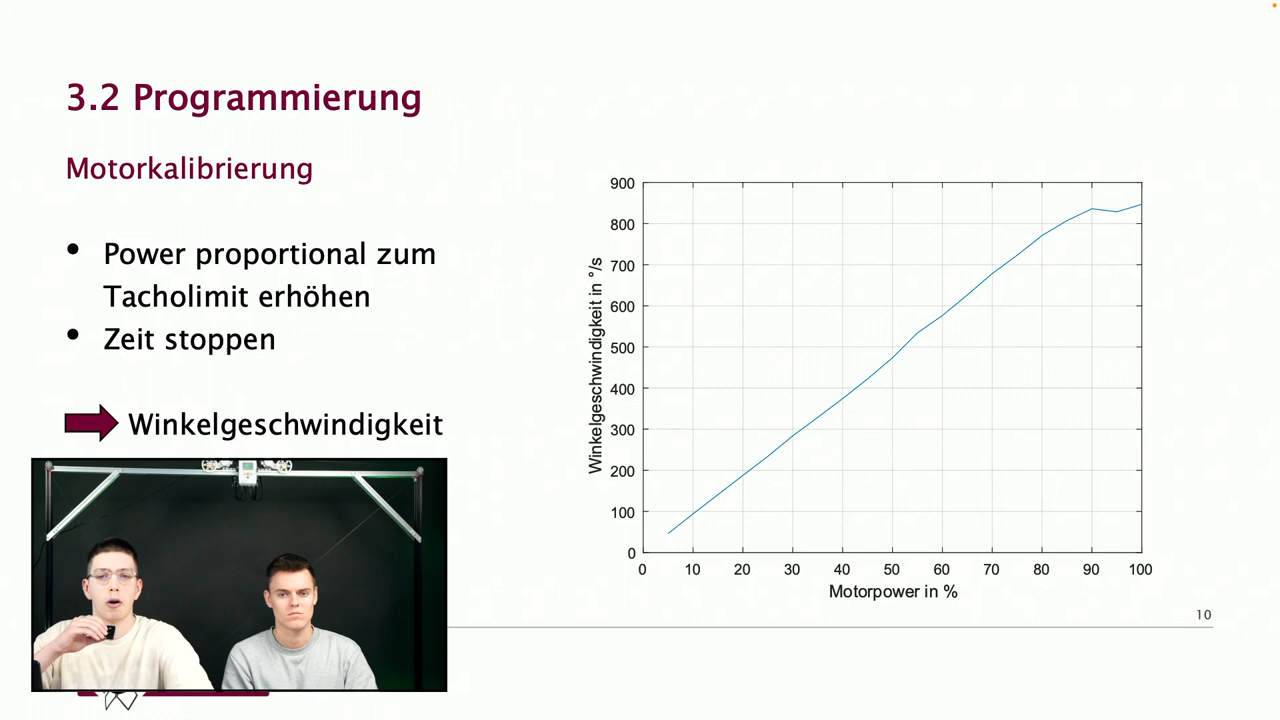 3.2 Programmierung
Motorkalibrierung
• Power proportional zum
Tacholimit erhöhen
• Zeit stoppen
Winkelgeschwindigkeit
900
800
700
600
500
400
300
200
100
0
Winkelgeschwindigkeit in °/s
0 10 20 30 40 50 60 70 80 90 100
Motorpower in %
10